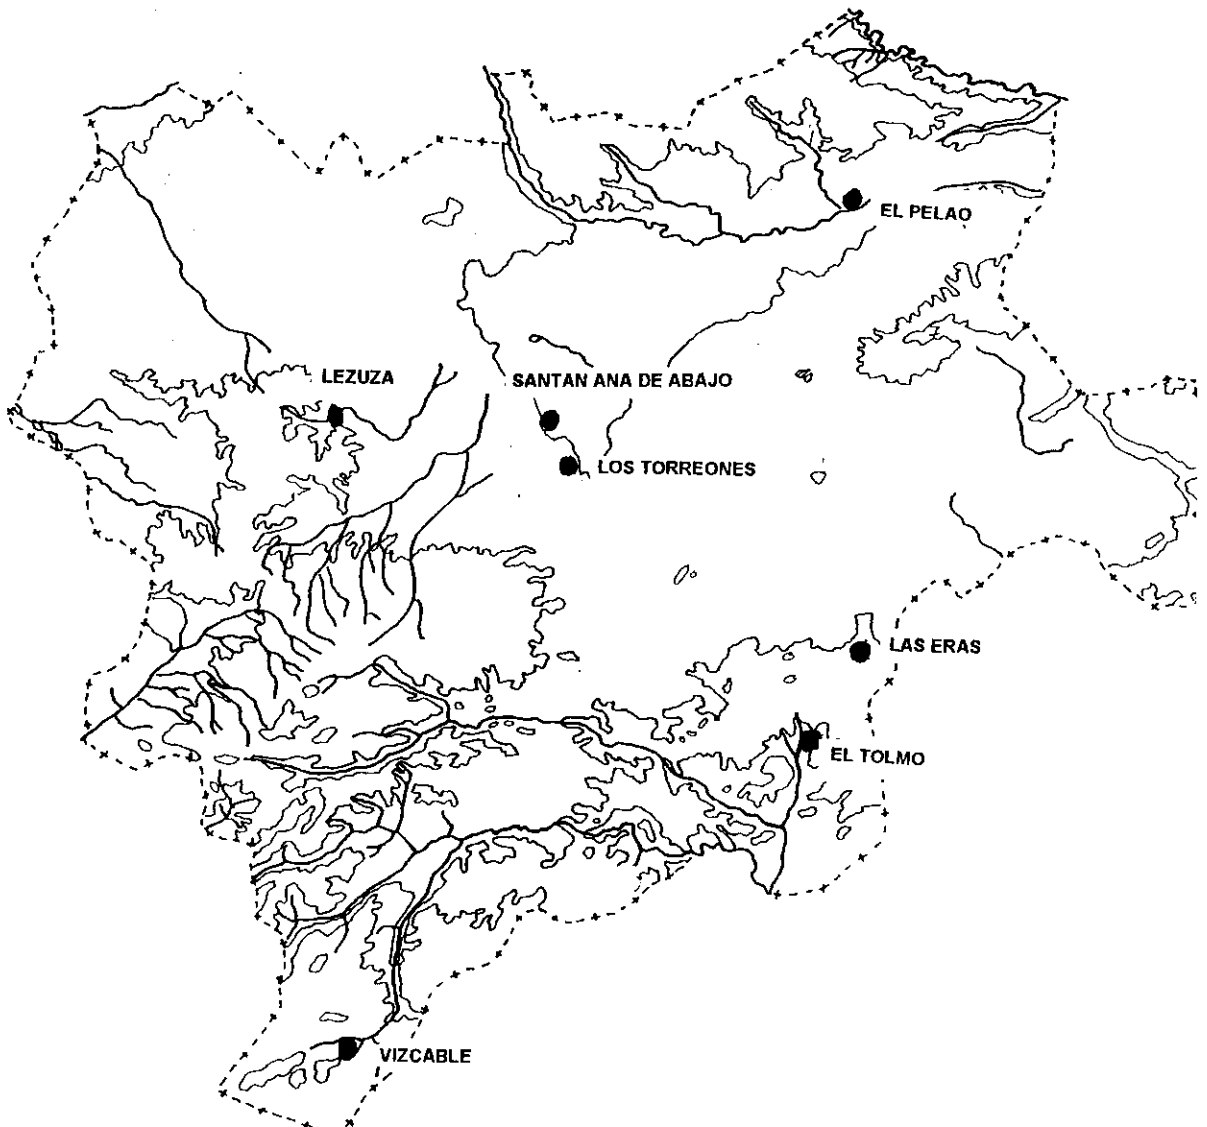 EL PELAO
LEZUZA
SANTAN ANA DE ABAJO
LOS TORREONES
LAS ERAS
EL TOLMO
VIZCABLE